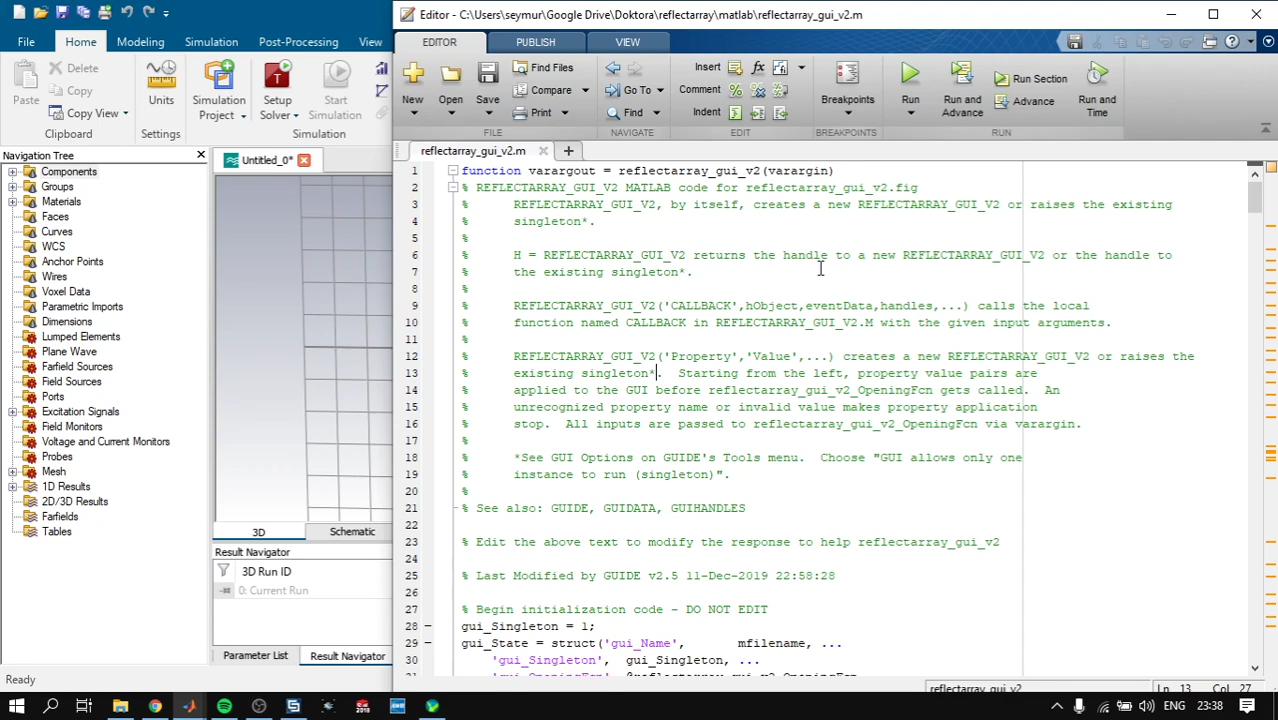 File Home Modeling Simulation Post-Processing View
Paste
Delete
Copy
Copy View
Clipboard
Units
Settings
Simulation Project
Setup Solver
Start Simulation
Simulation
Navigation Tree
Components
Groups
Materials
Faces
Curves
WCS
Anchor Points
Wires
Voxel Data
Parametric Imports
Dimensions
Lumped Elements
Plane Wave
Farfield Sources
Field Sources
Ports
Excitation Signals
Field Monitors
Voltage and Current Monitors
Probes
Mesh
1D Results
2D/3D Results
Farfields
Tables
Untitled_0*
3D Schematic
Result Navigator
3D Run ID
0: Current Run
Parameter List Result Navigator
Ready
Editor - C:\Users\seymur\Google Drive\Doktora\reflectarray\matlab\reflectarray_gui_v2.m
EDITOR PUBLISH VIEW
New Open Save
Find Files
Compare
Print
FILE
Go To
Find
NAVIGATE
Insert
Comment
Indent
EDIT
Breakpoints
BREAKPOINTS
Run
Run and Advance
Run Section
Advance
Run and Time
RUN
reflectarray_gui_v2.m
1 function varargout = reflectarray_gui_v2(varargin)
2 % REFLECTARRAY_GUI_V2 MATLAB code for reflectarray_gui_v2.fig
3 % REFLECTARRAY_GUI_V2, by itself, creates a new REFLECTARRAY_GUI_V2 or raises the existing
4 % singleton*.
5 %
6 % H = REFLECTARRAY_GUI_V2 returns the handle to a new REFLECTARRAY_GUI_V2 or the handle to
7 % the existing singleton*.
8 %
9 % REFLECTARRAY_GUI_V2('CALLBACK',hObject,eventData,handles,...) calls the local
10 % function named CALLBACK in REFLECTARRAY_GUI_V2.M with the given input arguments.
11 %
12 % REFLECTARRAY_GUI_V2('Property','Value',...) creates a new REFLECTARRAY_GUI_V2 or raises the
13 % existing singleton*. Starting from the left, property value pairs are
14 % applied to the GUI before reflectarray_gui_v2_OpeningFcn gets called. An
15 % unrecognized property name or invalid value makes property application
16 % stop. All inputs are passed to reflectarray_gui_v2_OpeningFcn via varargin.
17 %
18 % *See GUI Options on GUIDE's Tools menu. Choose "GUI allows only one
19 % instance to run (singleton)".
20 %
21 % See also: GUIDE, GUIDATA, GUIHANDLES
22
23 % Edit the above text to modify the response to help reflectarray_gui_v2
24
25 % Last Modified by GUIDE v2.5 11-Dec-2019 22:58:28
26
27 % Begin initialization code - DO NOT EDIT
28 gui_Singleton = 1;
29 gui_State = struct('gui_Name', mfilename, ...
30 'gui_Singleton', gui_Singleton, ...
reflectarray_gui_v2 Ln 13 Col 27
ENG 23:38